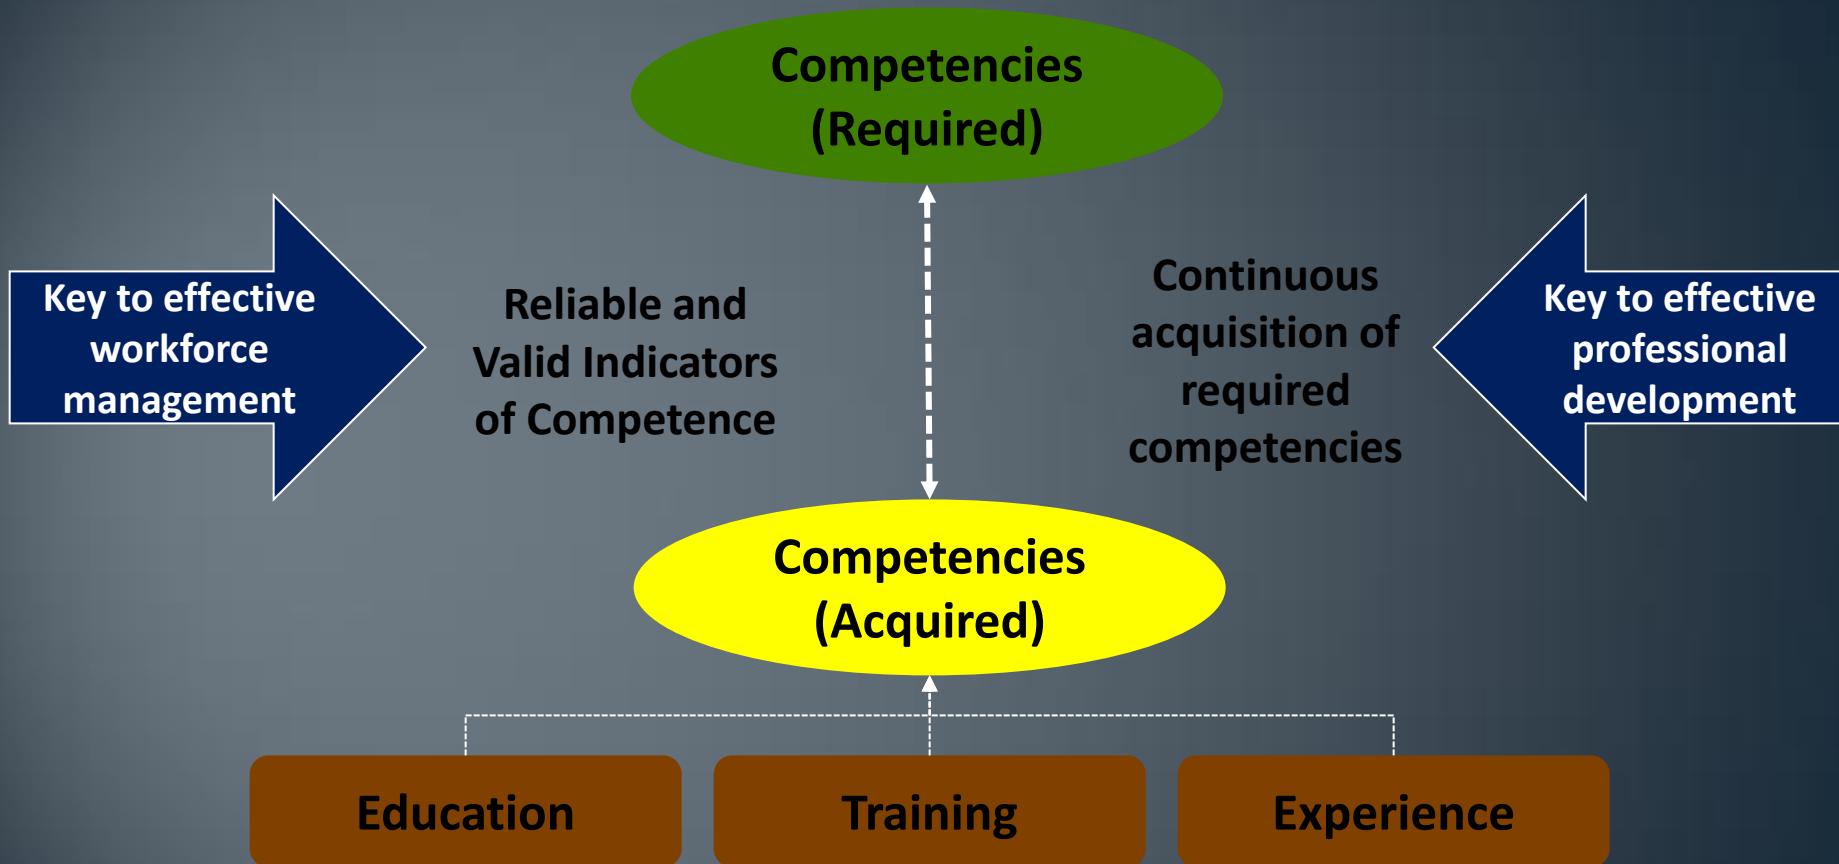 Competencies
(Required)
Key to effective
workforce
management
Reliable and
Valid Indicators
of Competence
Continuous
acquisition of
required
competencies
Key to effective
professional
development
Competencies
(Acquired)
Education
Training
Experience